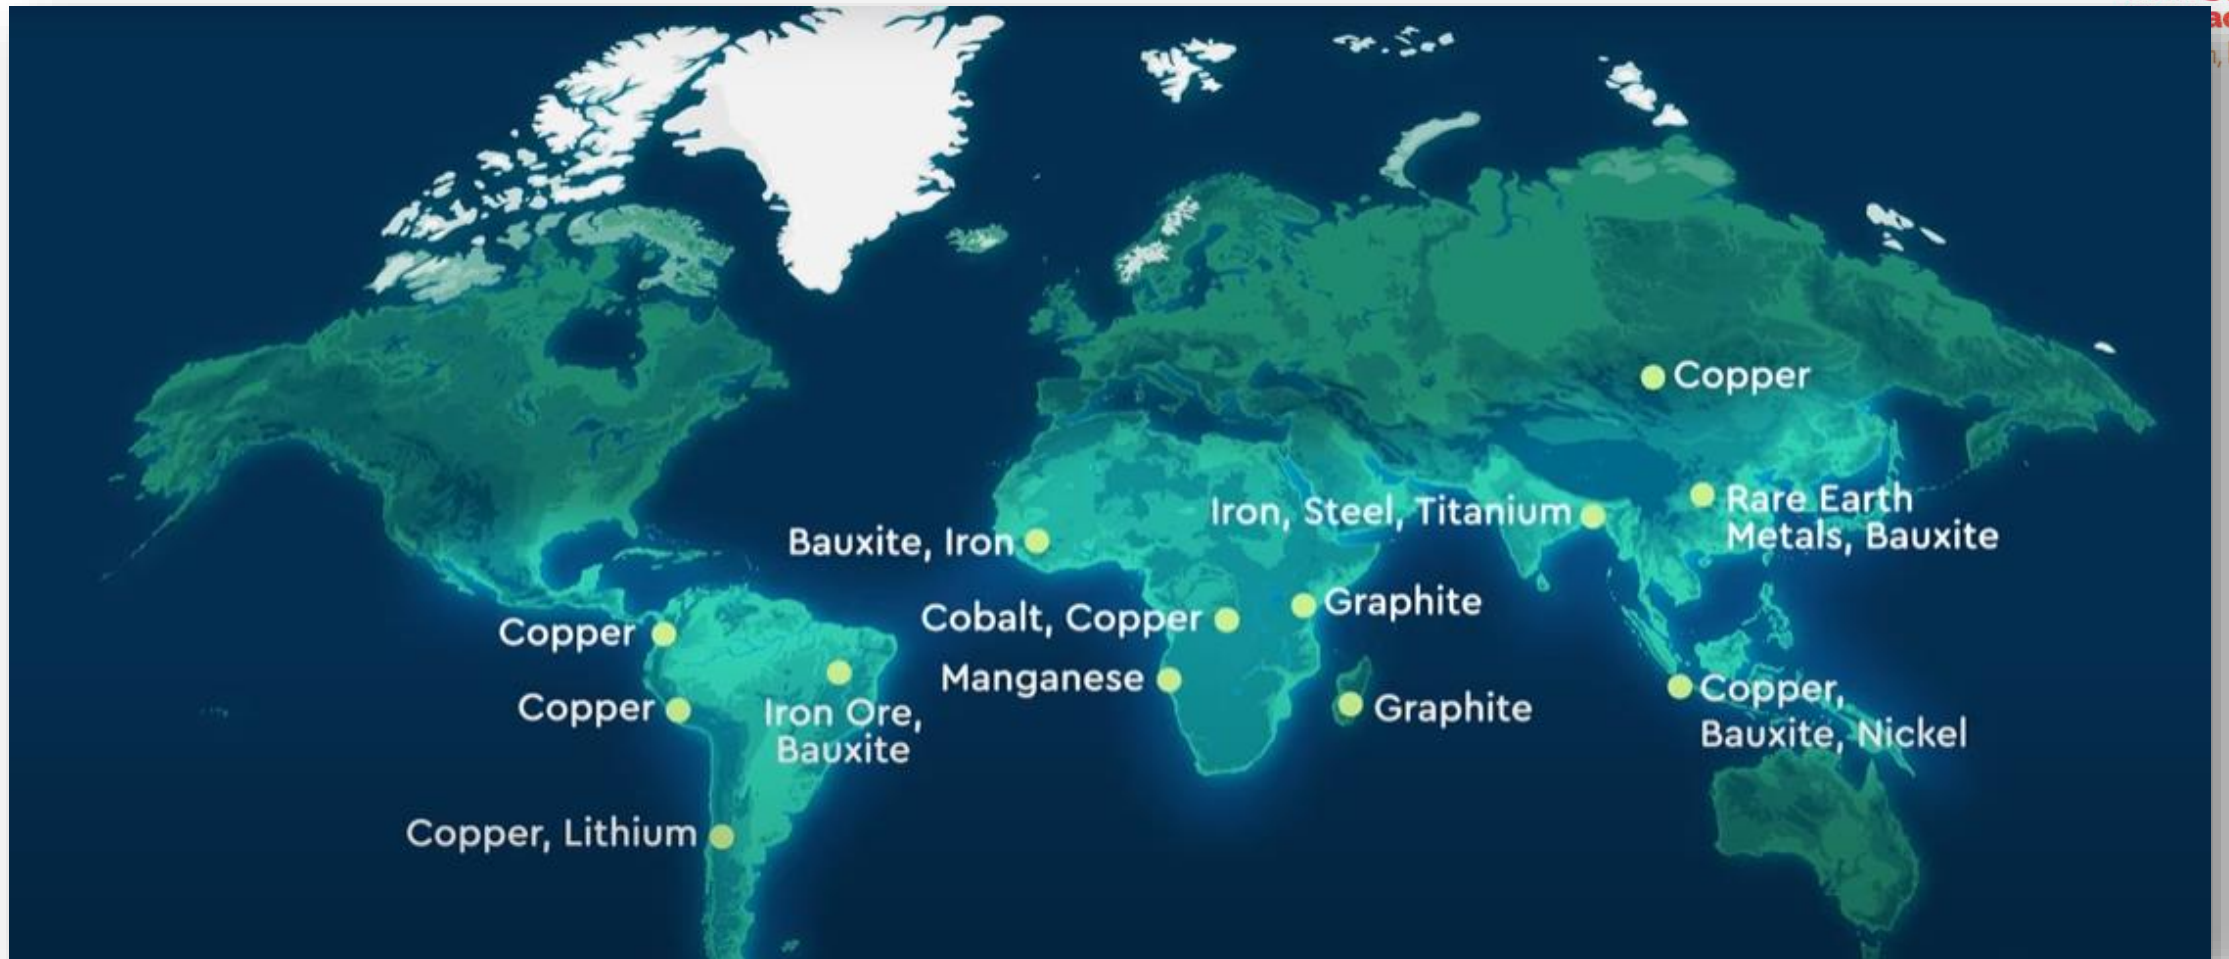 Copper
Iron, Steel, Titanium
Rare Earth
Metals, Bauxite
Bauxite, Iron
Graphite
Cobalt, Copper
Copper
Manganese
Copper,
Bauxite, Nickel
Copper
Iron Ore,
Bauxite
Graphite
Copper, Lithium